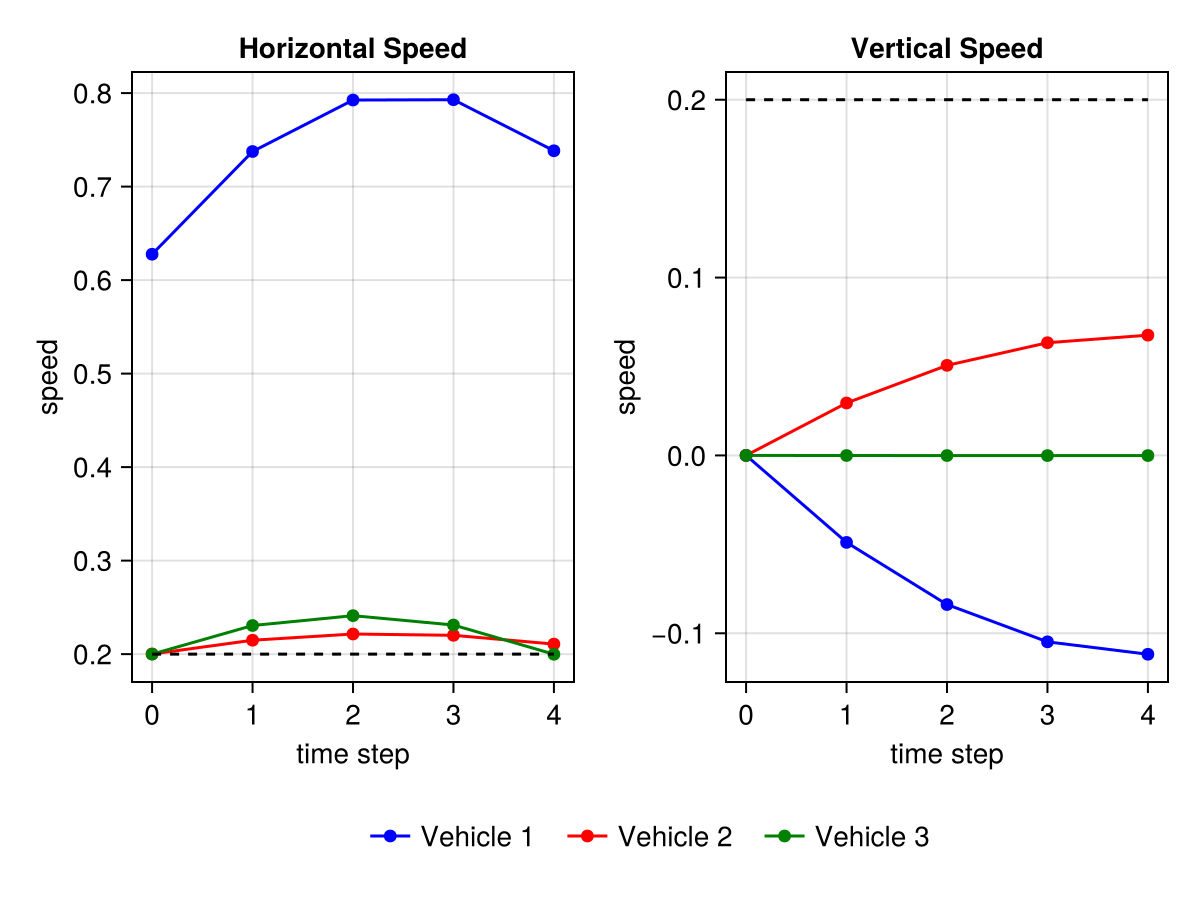 Horizontal Speed
0.8
0.7
0.6
0.5
0.4
0.3
0.2
speed
0 1 2 3 4
time step
Vertical Speed
0.2
0.1
0.0
−0.1
speed
0 1 2 3 4
time step
Vehicle 1 Vehicle 2 Vehicle 3